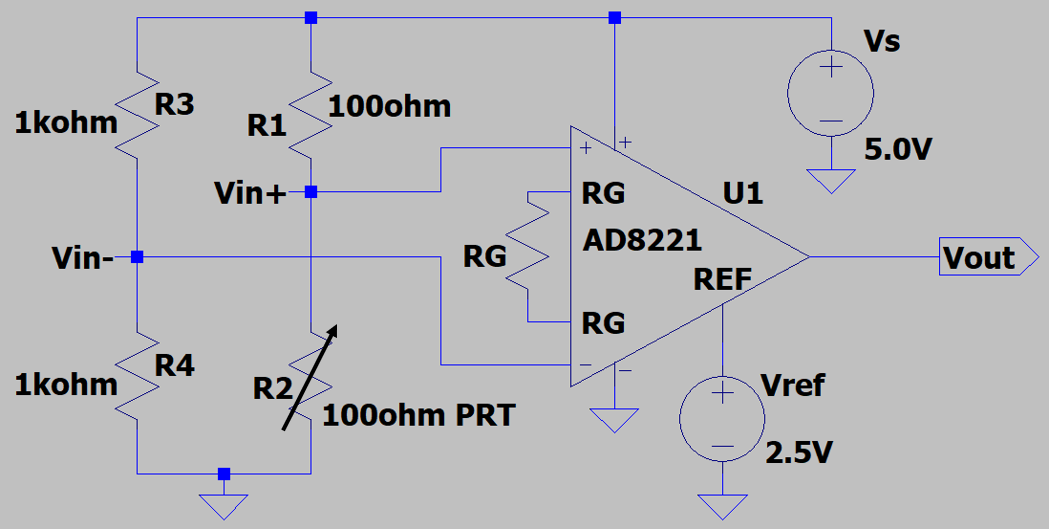 Vs
R3
100ohm
1kohm
R1
+
-
5.0V
+
+
Vin+
RG
U1
AD8221
RG
Vin-
Vout
REF
RG
R4
-
-
1kohm
R2
Vref
+
100ohm PRT
-
2.5V